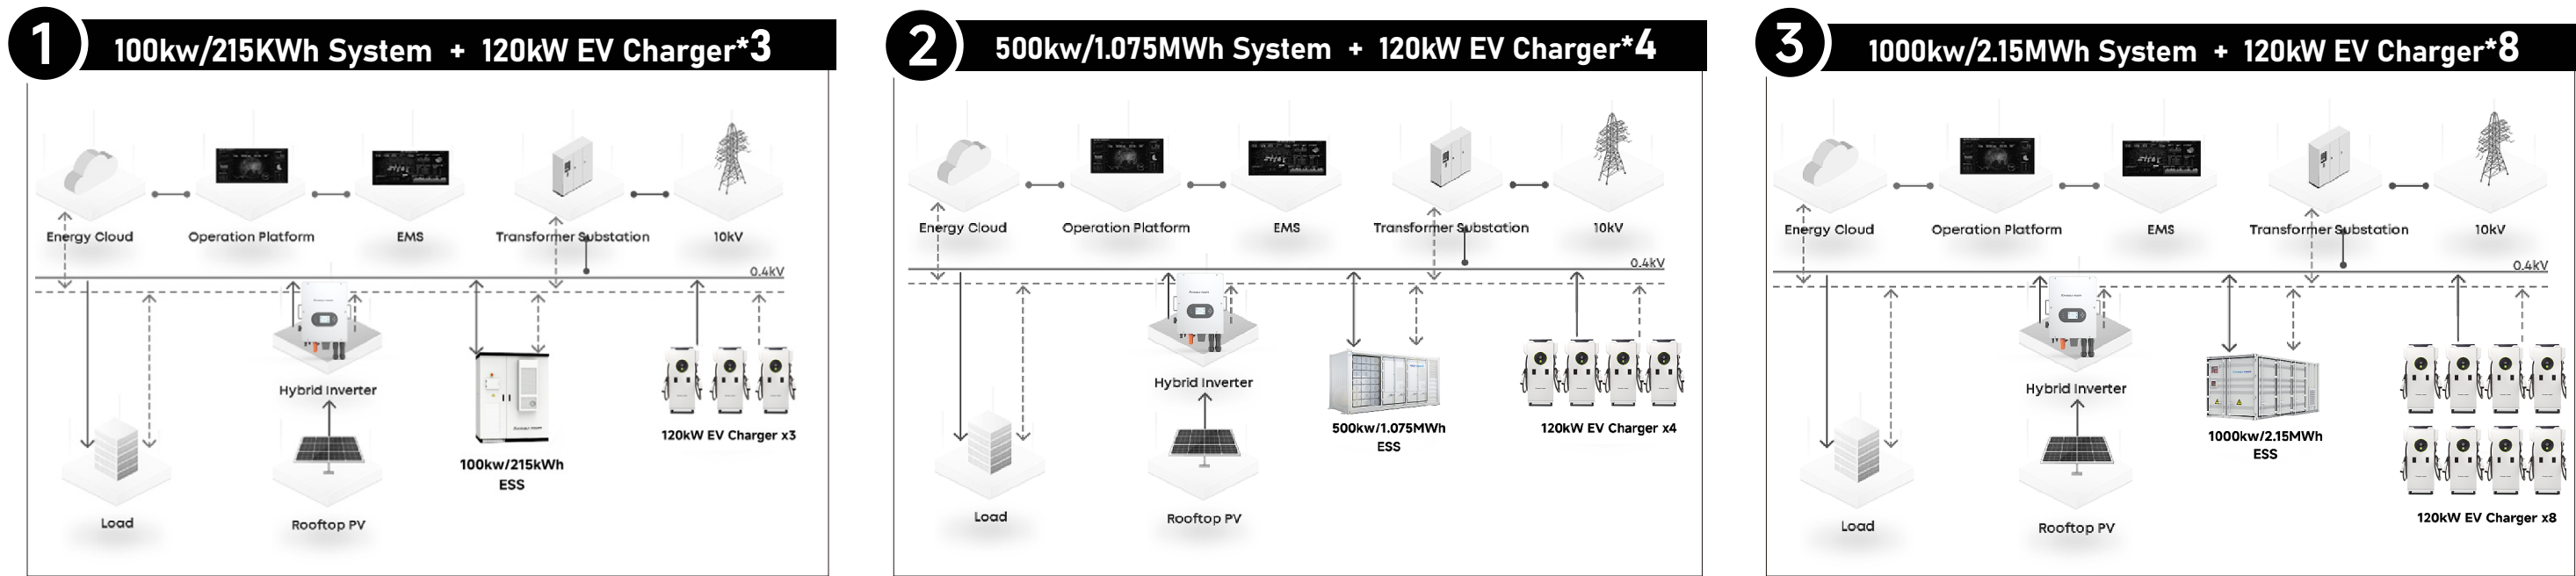 1
100kw/215KWh System + 120kW EV Charger*3
Energy Cloud
Operation Platform
EMS
Transformer Substation
10kV
0.4kV
Hybrid Inverter
120kW EV Charger x3
100kw/215kWh
ESS
Load
Rooftop PV
2
500kw/1.075MWh System + 120kW EV Charger*4
Energy Cloud
Operation Platform
EMS
Transformer Substation
10kV
0.4kV
Hybrid Inverter
500kw/1.075MWh
ESS
120kW EV Charger x4
Load
Rooftop PV
3
1000kw/2.15MWh System + 120kW EV Charger*8
Energy Cloud
Operation Platform
EMS
Transformer Substation
10kV
0.4kV
Hybrid Inverter
1000kw/2.15MWh
ESS
120kW EV Charger x8
Load
Rooftop PV